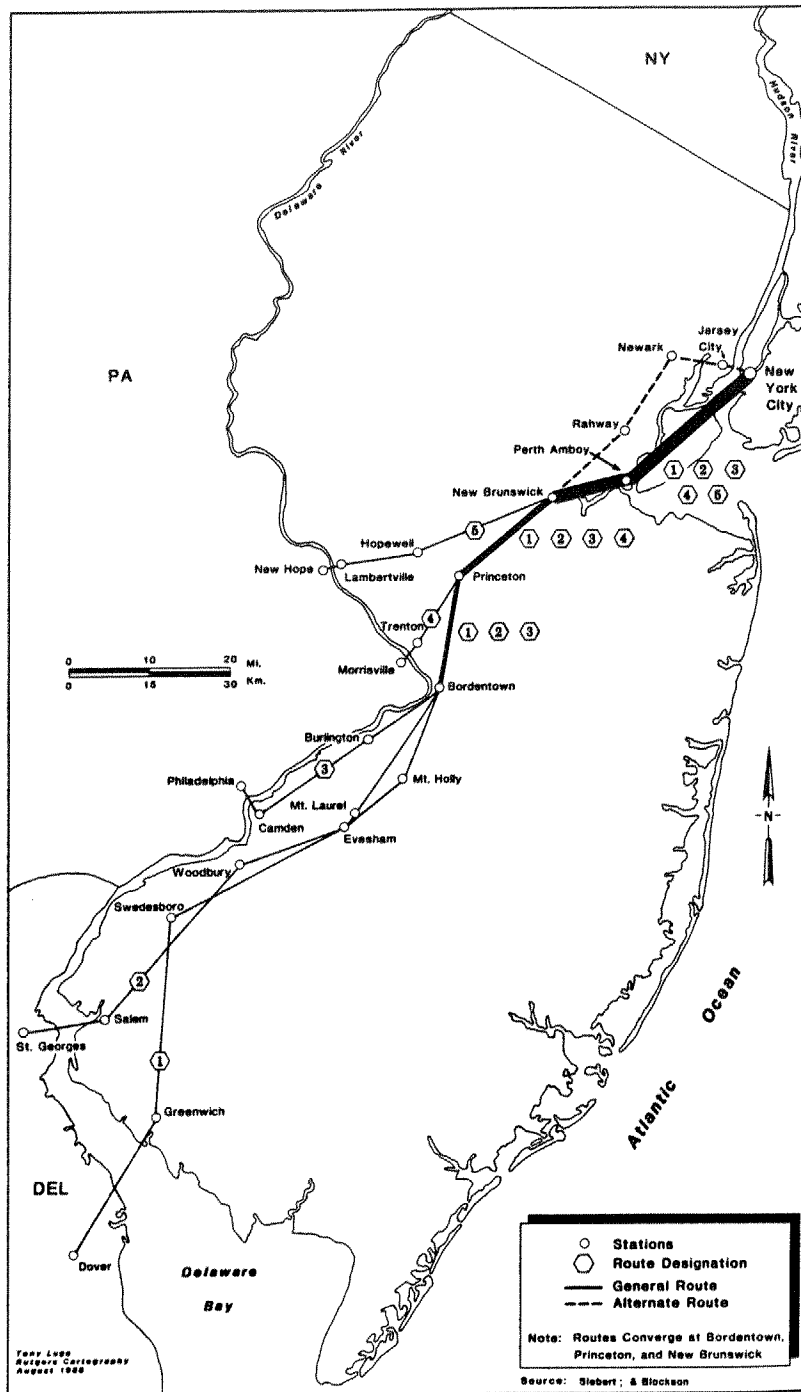 NY
Hudson
River
Delaware River
PA
Jersey
City
Newark
New
York
City
Rahway
Perth Amboy
1 2 3
4 5
New Brunswick
5
1 2 3 4
Hopewell
New Hope
Lambertville
Princeton
4
Trenton
1 2 3
Morrisville
0 10 20 Mi.
0 15 30 Km.
Bordentown
Burlington
3
Philadelphia
Mt. Holly
Mt. Laurel
Camden
Evesham
-N-
Woodbury
Swedesboro
2
Salem
St. Georges
1
Greenwich
Atlantic Ocean
DEL
Dover
Delaware
Bay
Stations
Route Designation
General Route
Alternate Route
Note: Routes Converge at Bordentown,
Princeton, and New Brunswick
Source: Siebert; & Blockson
Tony Lugo
Rutgers Cartography
August 1988